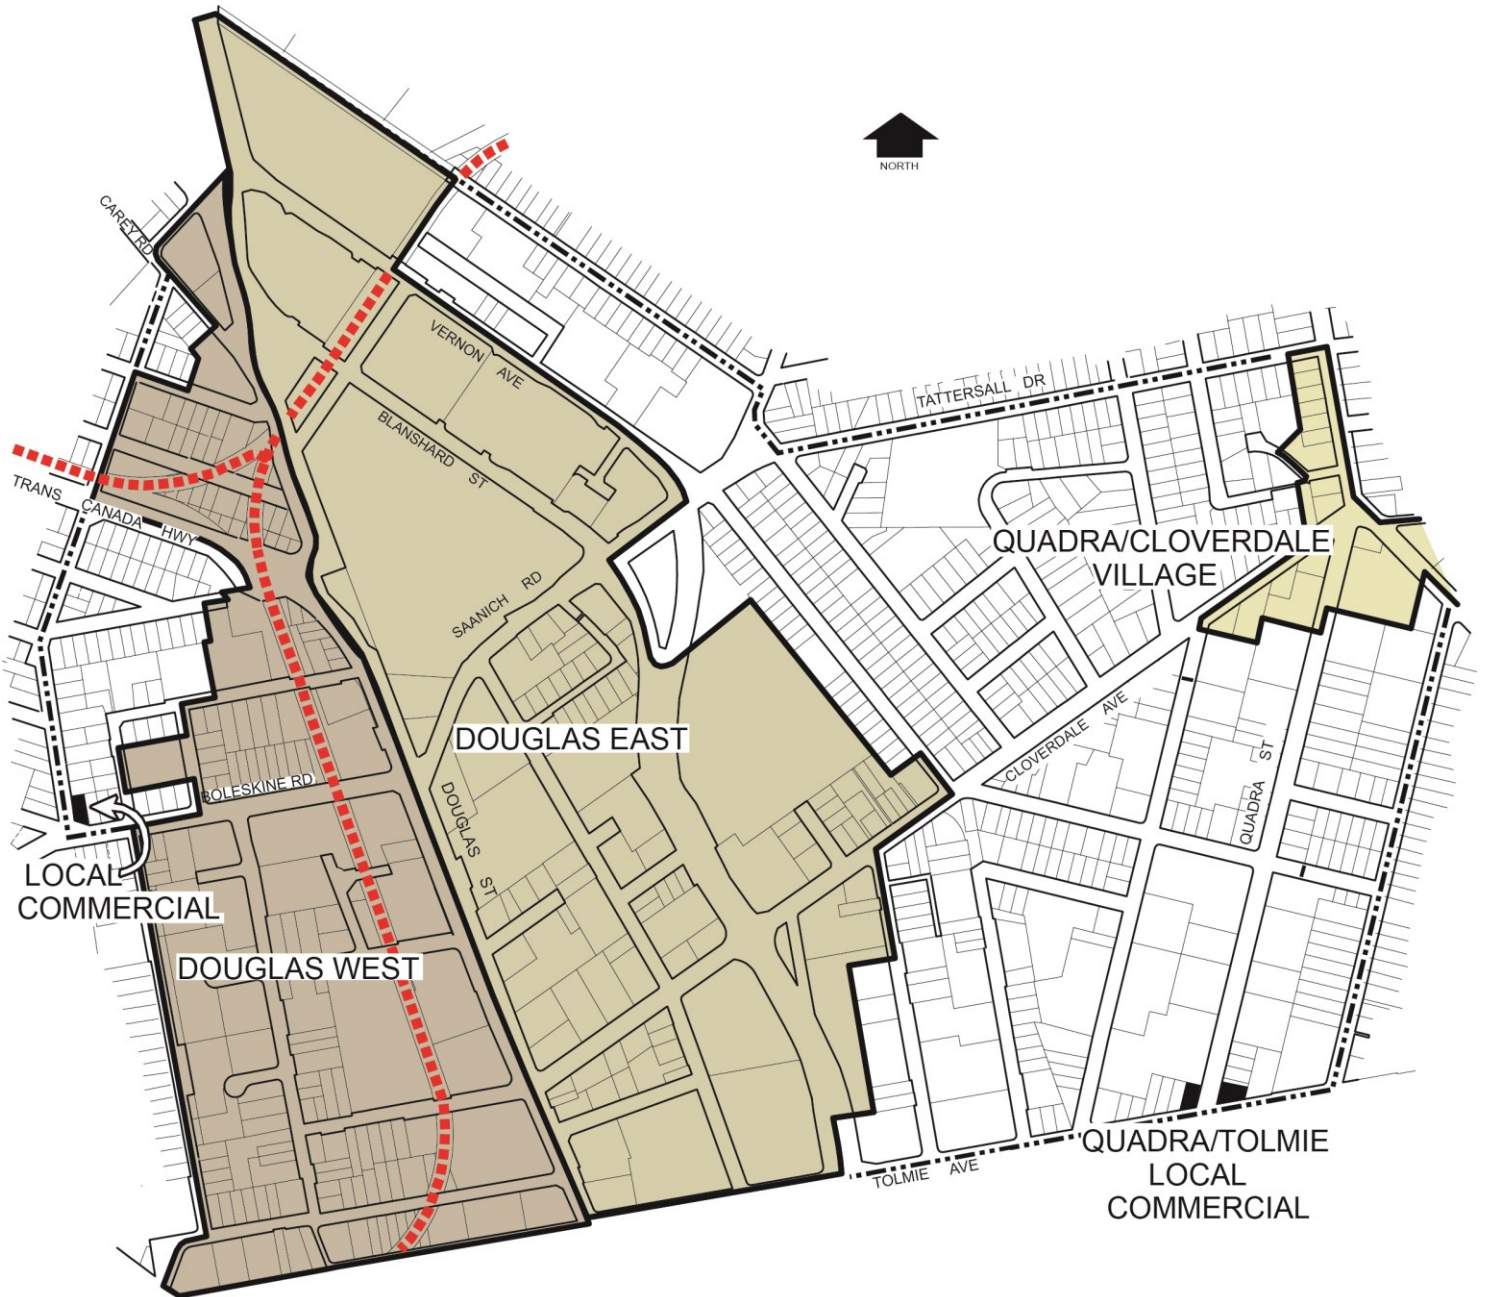 NORTH
CAREY RD
VERNON AVE
TATTERSALL DR
BLANSHARD ST
TRANS CANADA HWY
QUADRA/CLOVERDALE
VILLAGE
SAANICH RD
DOUGLAS EAST
CLOVERDALE AVE
QUADRA ST
BOLESKINE RD
DOUGLAS ST
LOCAL
COMMERCIAL
DOUGLAS WEST
QUADRA/TOLMIE
LOCAL
COMMERCIAL
TOLMIE AVE